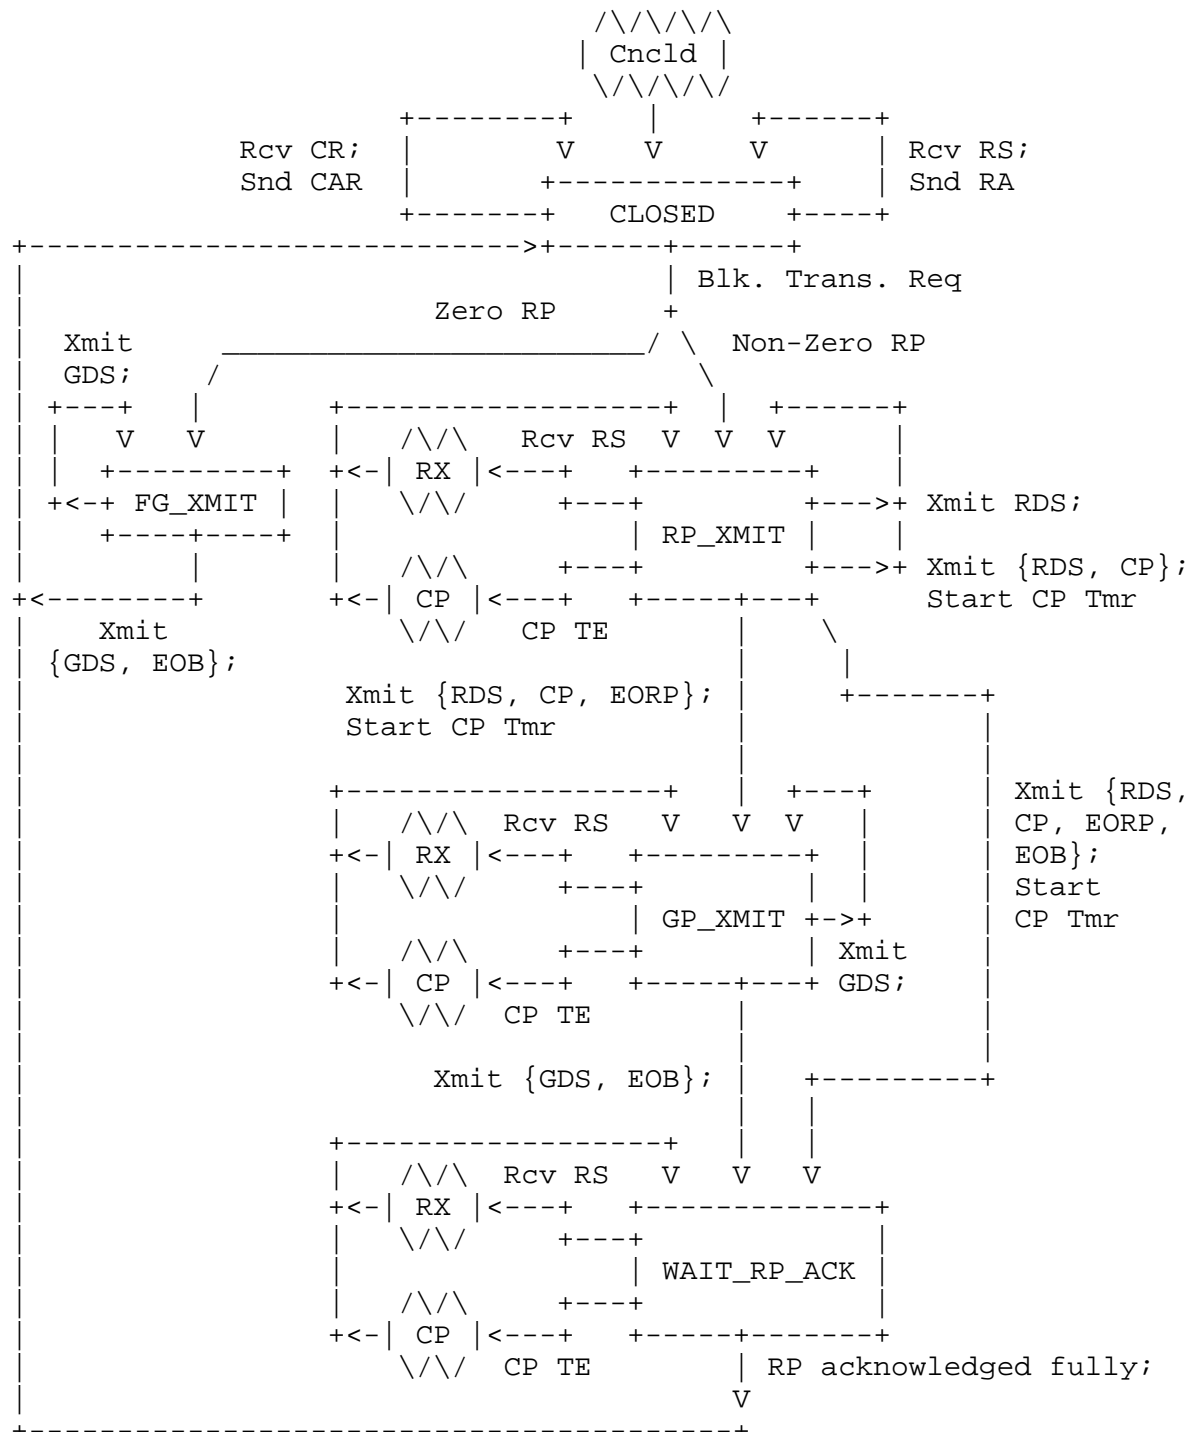 Cncld
Rcv CR; Rcv RS;
Snd CAR Snd RA
CLOSED
Blk. Trans. Req
Zero RP
Xmit Non-Zero RP
GDS;
Rcv RS
RX
FG_XMIT Xmit RDS;
RP_XMIT
Xmit {RDS, CP};
CP Start CP Tmr
Xmit CP TE
{GDS, EOB};
Xmit {RDS, CP, EORP};
Start CP Tmr
Xmit {RDS,
Rcv RS CP, EORP,
RX EOB};
Start
GP_XMIT CP Tmr
Xmit
CP GDS;
CP TE
Xmit {GDS, EOB};
Rcv RS
RX
WAIT_RP_ACK
CP
CP TE RP acknowledged fully;